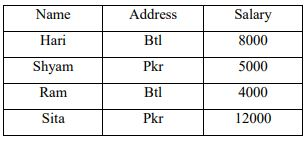 Name Address Salary
Hari Btl 8000
Shyam Pkr 5000
Ram Btl 4000
Sita Pkr 12000